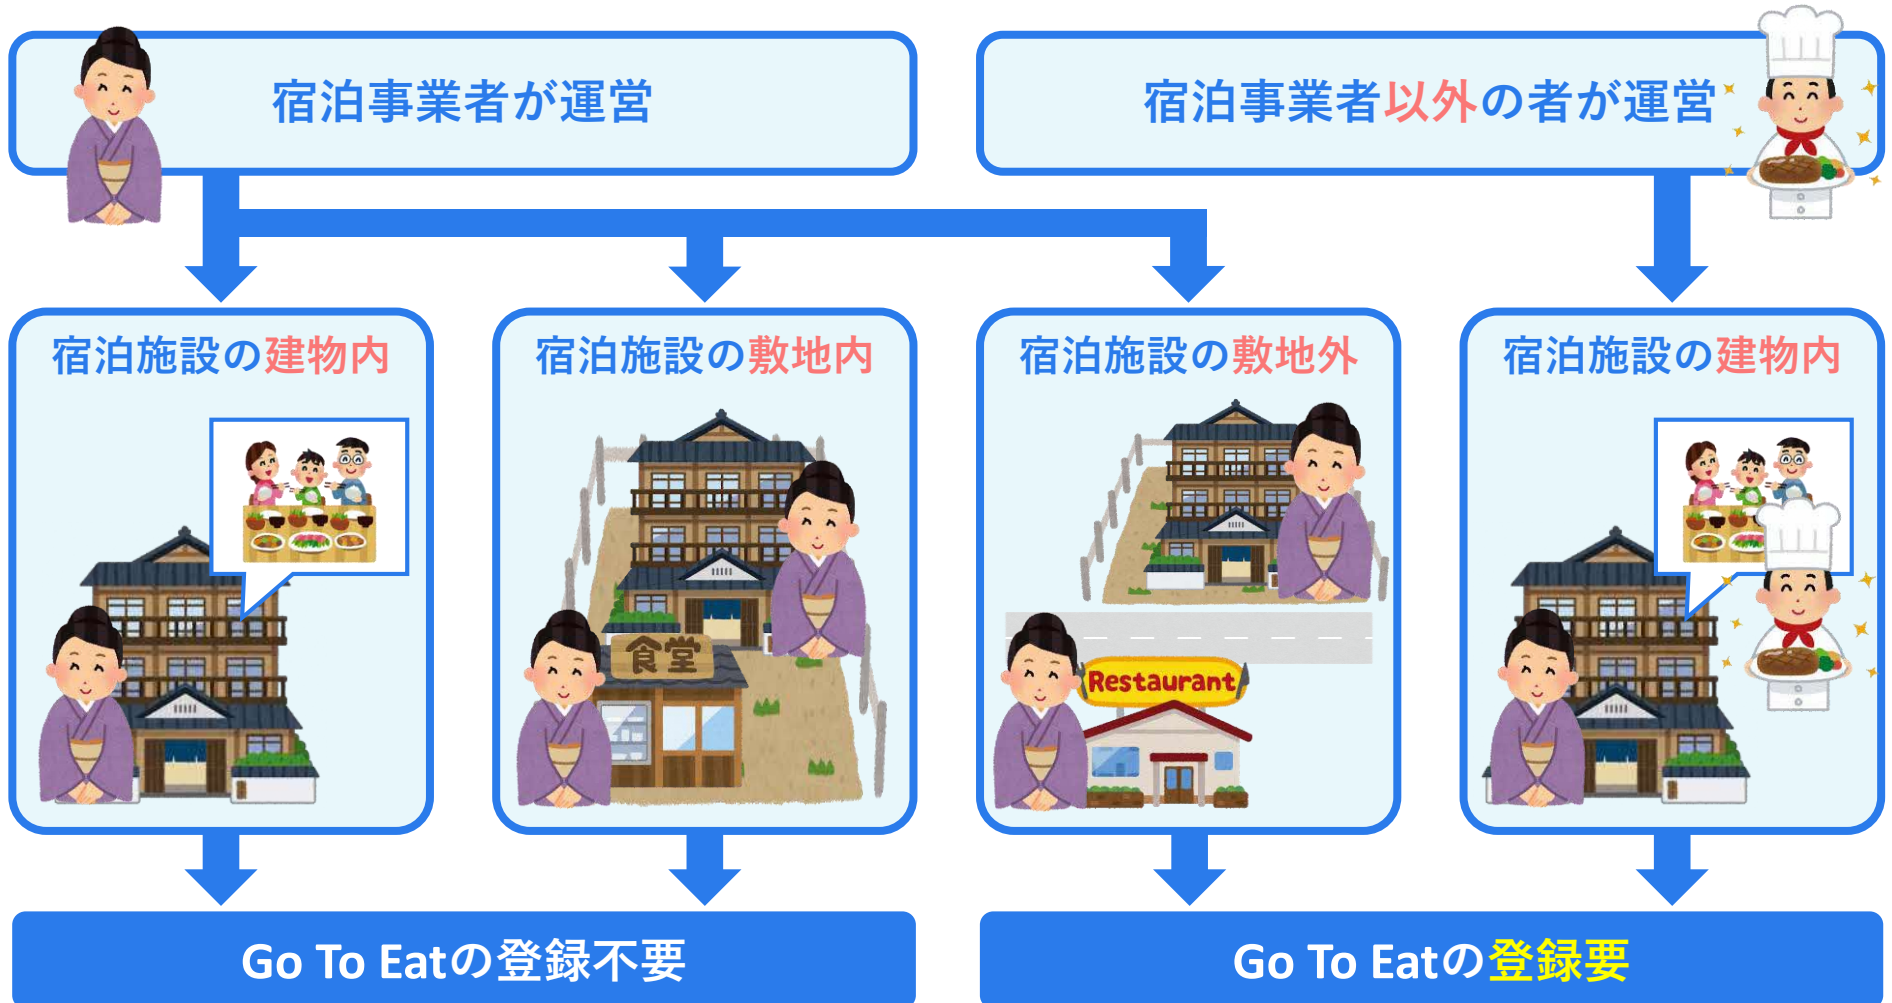 宿泊事業者が運営
宿泊事業者以外の者が運営
宿泊施設の建物内
宿泊施設の敷地内
宿泊施設の敷地外
宿泊施設の建物内
食堂
Restaurant
Go To Eatの登録不要
Go To Eatの登録要